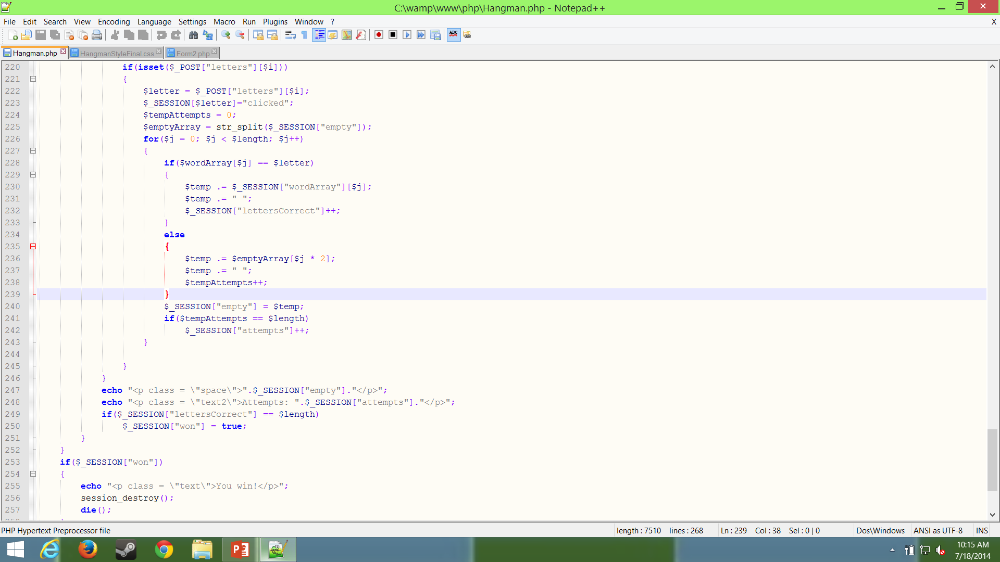 C:\wamp\www\php\Hangman.php - Notepad++
File Edit Search View Encoding Language Settings Macro Run Plugins Window ? X
ABC
Hangman.php HangmanStyleFinal.css Form2.php
220 if(isset($_POST["letters"][$i]))
221 {
222 $letter = $_POST["letters"][$i];
223 $_SESSION[$letter]="clicked";
224 $tempAttempts = 0;
225 $emptyArray = str_split($_SESSION["empty"]);
226 for($j = 0; $j < $length; $j++)
227 {
228 if($wordArray[$j] == $letter)
229 {
230 $temp .= $_SESSION["wordArray"][$j];
231 $temp .= " ";
232 $_SESSION["lettersCorrect"]++;
233 }
234 else
235 {
236 $temp .= $emptyArray[$j * 2];
237 $temp .= " ";
238 $tempAttempts++;
239 }
240 $_SESSION["empty"] = $temp;
241 if($tempAttempts == $length)
242 $_SESSION["attempts"]++;
243 }
244
245 }
246 }
247 echo "<p class = \"space\">".$_SESSION["empty"]."</p>";
248 echo "<p class = \"text2\">Attempts: ".$_SESSION["attempts"]."</p>";
249 if($_SESSION["lettersCorrect"] == $length)
250 $_SESSION["won"] = true;
251 }
252 }
253 if($_SESSION["won"])
254 {
255 echo "<p class = \"text\">You win!</p>";
256 session_destroy();
257 die();
PHP Hypertext Preprocessor file length : 7510 lines : 268 Ln : 239 Col : 38 Sel : 0 | 0 Dos\Windows ANSI as UTF-8 INS
10:15 AM
7/18/2014